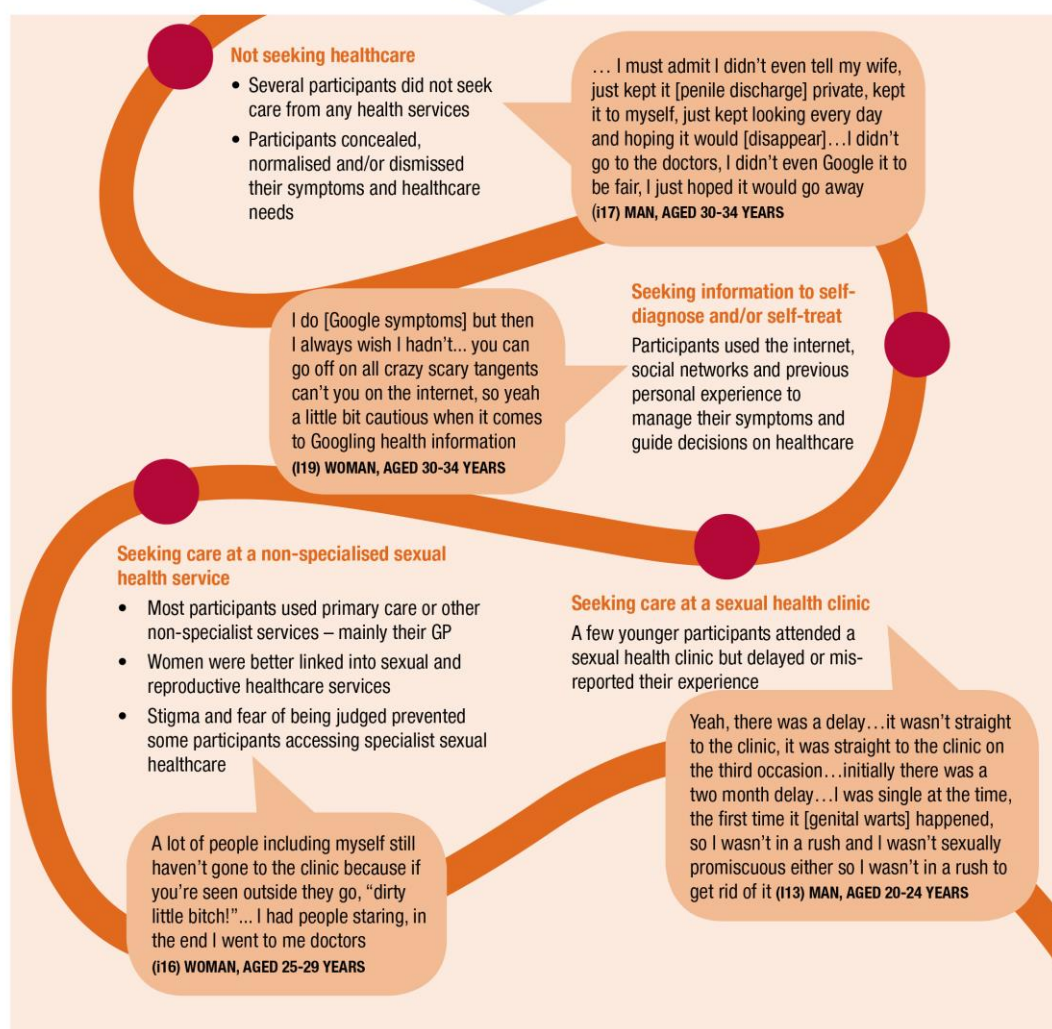 Not seeking healthcare
• Several participants did not seek
care from any health services
• Participants concealed,
normalised and/or dismissed
their symptoms and healthcare
needs
… I must admit I didn’t even tell my wife,
just kept it [penile discharge] private, kept
it to myself, just kept looking every day
and hoping it would [disappear]…I didn’t
go to the doctors, I didn’t even Google it to
be fair, I just hoped it would go away
(i17) MAN, AGED 30-34 YEARS
Seeking information to self-
diagnose and/or self-treat
Participants used the internet,
social networks and previous
personal experience to
manage their symptoms and
guide decisions on healthcare
I do [Google symptoms] but then
I always wish I hadn’t... you can
go off on all crazy scary tangents
can’t you on the internet, so yeah
a little bit cautious when it comes
to Googling health information
(I19) WOMAN, AGED 30-34 YEARS
Seeking care at a non-specialised sexual
health service
• Most participants used primary care or other
non-specialist services – mainly their GP
• Women were better linked into sexual and
reproductive healthcare services
• Stigma and fear of being judged prevented
some participants accessing specialist sexual
healthcare
A lot of people including myself still
haven’t gone to the clinic because if
you’re seen outside they go, “dirty
little bitch!”... I had people staring, in
the end I went to me doctors
(i16) WOMAN, AGED 25-29 YEARS
Seeking care at a sexual health clinic
A few younger participants attended a
sexual health clinic but delayed or mis-
reported their experience
Yeah, there was a delay…it wasn’t straight
to the clinic, it was straight to the clinic on
the third occasion…initially there was a
two month delay…I was single at the time,
the first time it [genital warts] happened,
so I wasn’t in a rush and I wasn’t sexually
promiscuous either so I wasn’t in a rush to
get rid of it (I13) MAN, AGED 20-24 YEARS